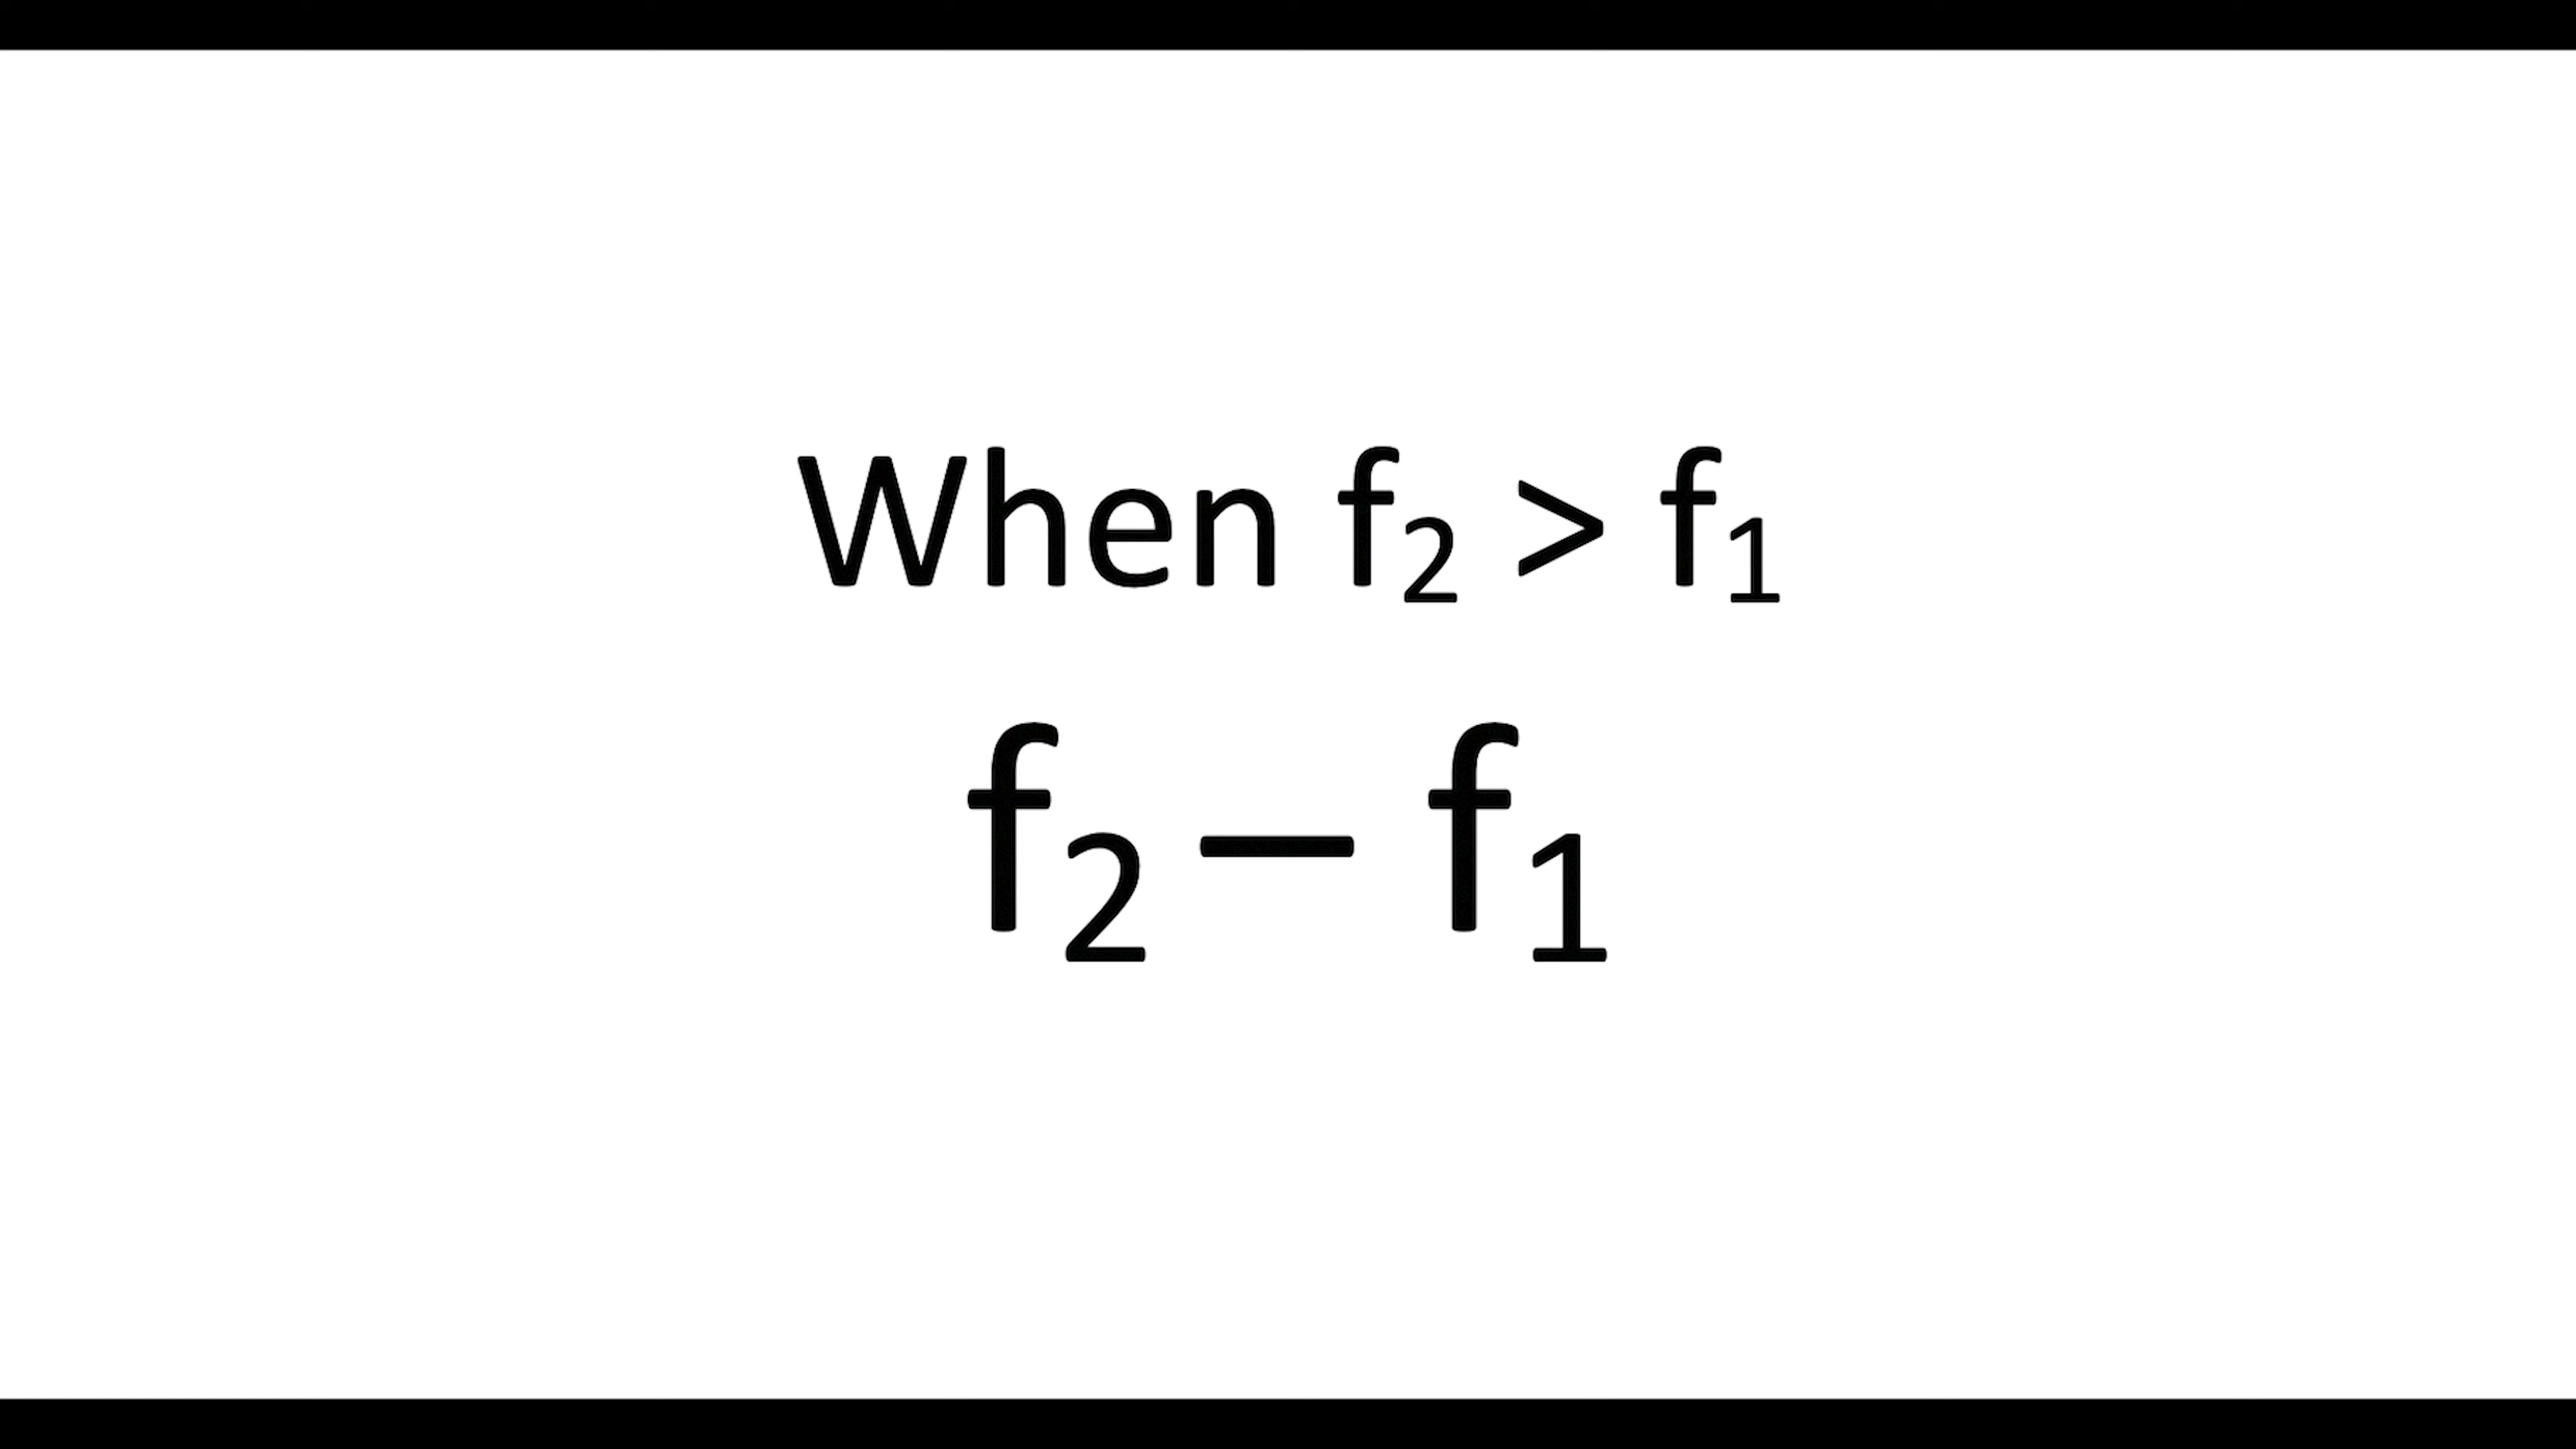 When f₂ > f₁
f₂ – f₁